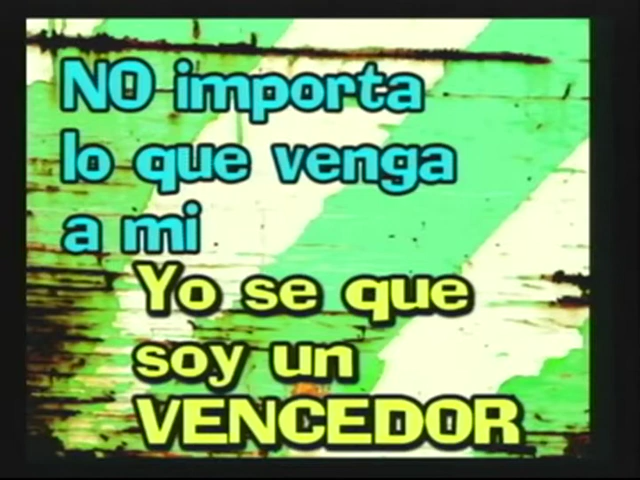 NO importa
lo que venga
a mi
Yo se que
soy un
VENCEDOR